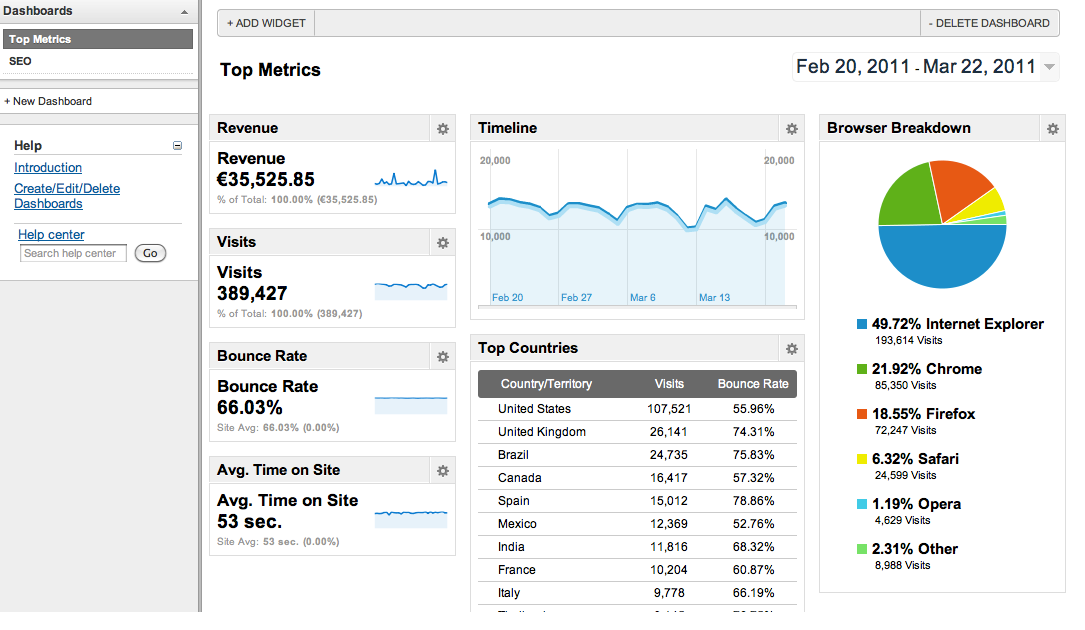 Dashboards
Top Metrics
SEO
+ New Dashboard
Help
Introduction
Create/Edit/Delete
Dashboards
Help center
Search help center Go
+ ADD WIDGET - DELETE DASHBOARD
Top Metrics Feb 20, 2011 - Mar 22, 2011
Revenue
Revenue
€35,525.85
% of Total: 100.00% (€35,525.85)
Visits
Visits
389,427
% of Total: 100.00% (389,427)
Bounce Rate
Bounce Rate
66.03%
Site Avg: 66.03% (0.00%)
Avg. Time on Site
Avg. Time on Site
53 sec.
Site Avg: 53 sec. (0.00%)
Timeline
20,000 20,000
10,000 10,000
Feb 20 Feb 27 Mar 6 Mar 13
Top Countries
Country/Territory Visits Bounce Rate
United States 107,521 55.96%
United Kingdom 26,141 74.31%
Brazil 24,735 75.83%
Canada 16,417 57.32%
Spain 15,012 78.86%
Mexico 12,369 52.76%
India 11,816 68.32%
France 10,204 60.87%
Italy 9,778 66.19%
Browser Breakdown
49.72% Internet Explorer
193,614 Visits
21.92% Chrome
85,350 Visits
18.55% Firefox
72,247 Visits
6.32% Safari
24,599 Visits
1.19% Opera
4,629 Visits
2.31% Other
8,988 Visits